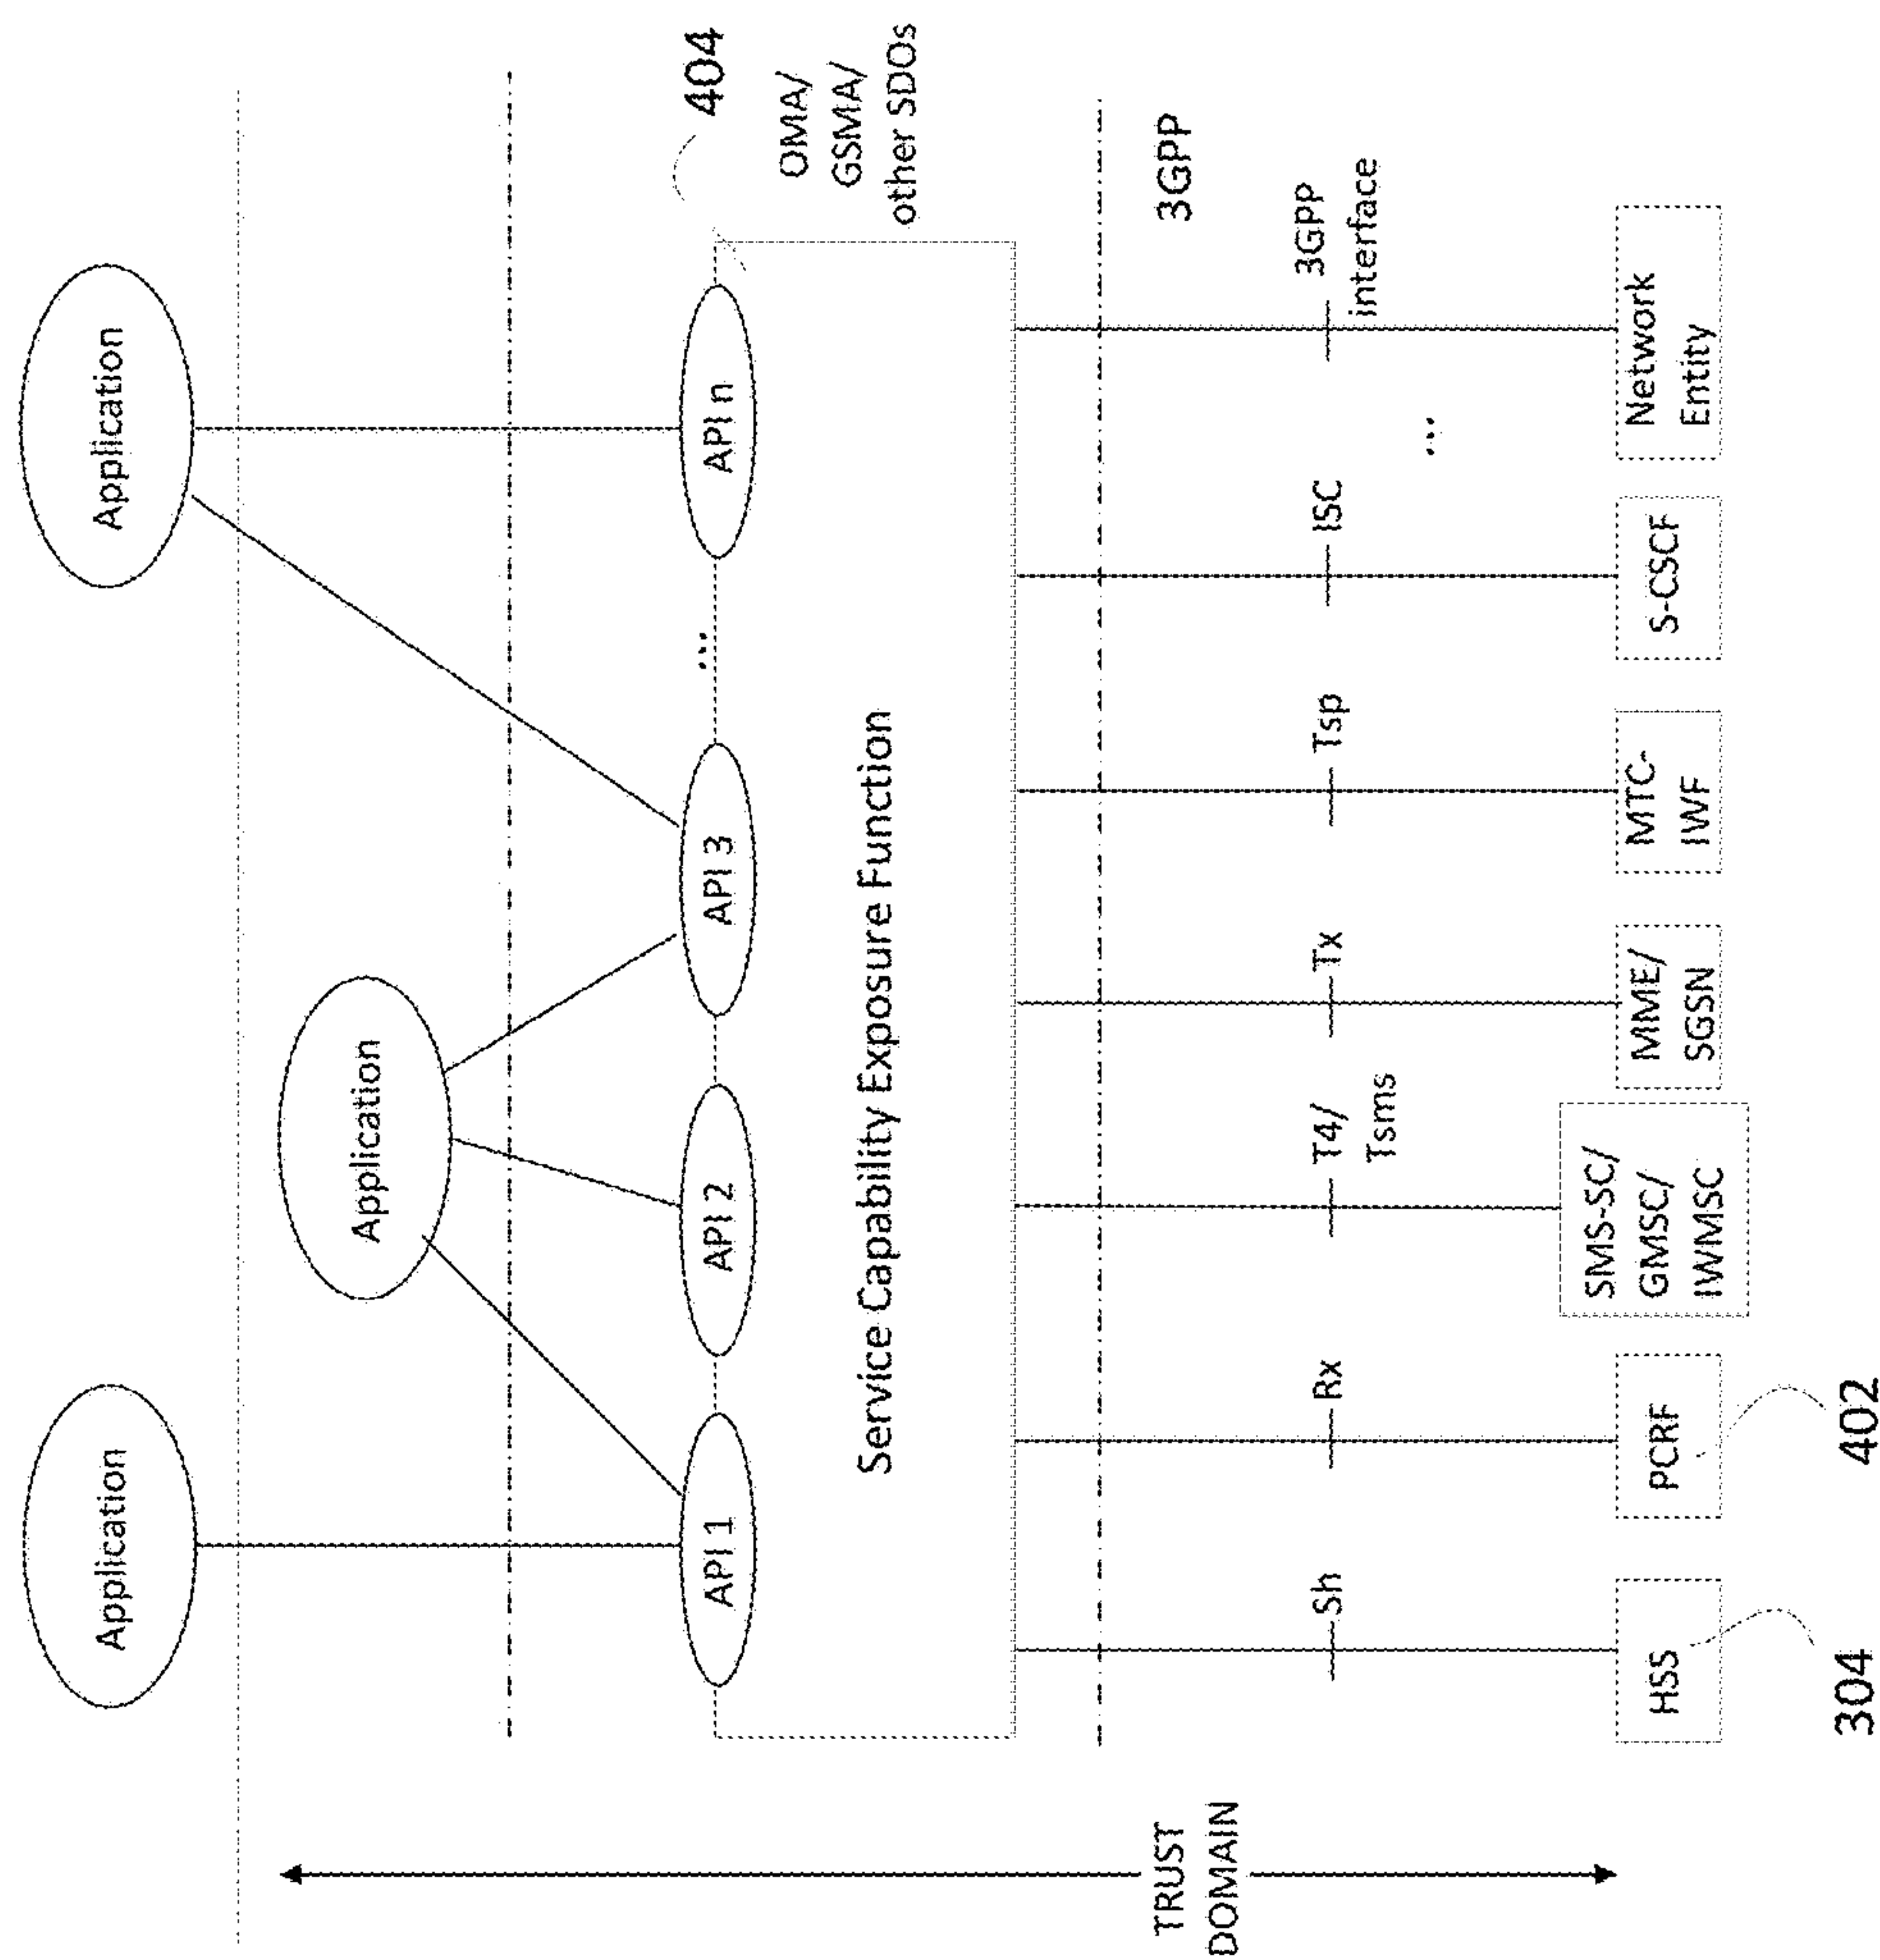 Application
Application
Application
404
OMA/
GSMA/
other SDOs
API 1
API 2
API 3
...
API n
Service Capability Exposure Function
3GPP
TRUST
DOMAIN
Sh
Rx
T4/
Tsms
Tx
Tsp
ISC
3GPP
interface
...
HSS
PCRF
SMS-SC/
GMSC/
IWMSC
MME/
SGSN
MTC-
IWF
S-CSCF
Network
Entity
304
402